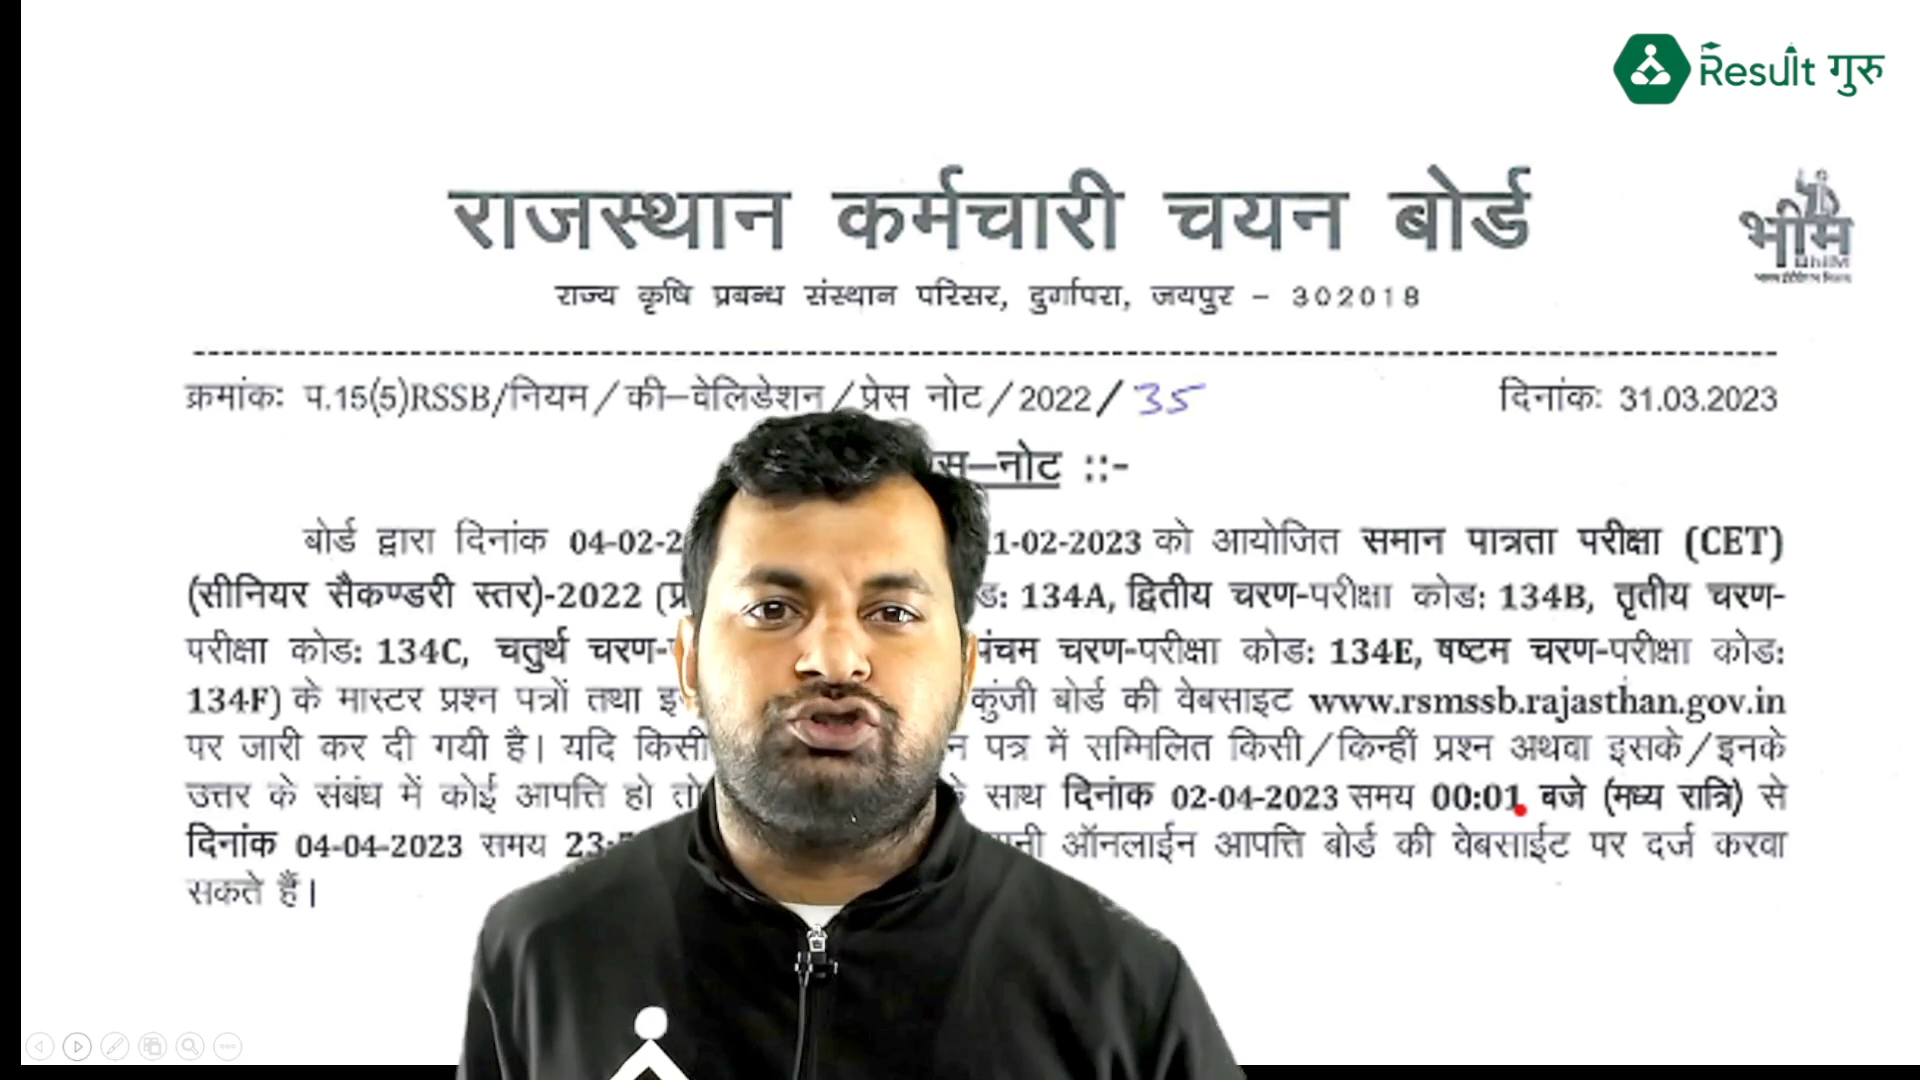 Result गुरु
राजस्थान कर्मचारी चयन बोर्ड
भीम
राज्य कृषि प्रबन्ध संस्थान परिसर, दुर्गापरा, जयपुर – 302018
क्रमांकः प.15(5)RSSB/नियम/की–वेलिडेशन/प्रेस नोट/2022/35 दिनांकः 31.03.2023
स–नोट ::-
बोर्ड द्वारा दिनांक 04-02-2 1-02-2023 को आयोजित समान पात्रता परीक्षा (CET)
(सीनियर सैकण्डरी स्तर)-2022 (प्र ड: 134A, द्वितीय चरण-परीक्षा कोड: 134B, तृतीय चरण-
परीक्षा कोड: 134C, चतुर्थ चरण- पंचम चरण-परीक्षा कोड: 134E, षष्टम चरण-परीक्षा कोड:
134F) के मास्टर प्रश्न पत्रों तथा इ कुंजी बोर्ड की वेबसाइट www.rsmssb.rajasthan.gov.in
पर जारी कर दी गयी है। यदि किसी न पत्र में सम्मिलित किसी/किन्हीं प्रश्न अथवा इसके/इनके
उत्तर के संबंध में कोई आपत्ति हो तो साथ दिनांक 02-04-2023 समय 00:01 बजे (मध्य रात्रि) से
दिनांक 04-04-2023 समय 23:5 नी ऑनलाईन आपत्ति बोर्ड की वेबसाईट पर दर्ज करवा
सकते हैं।